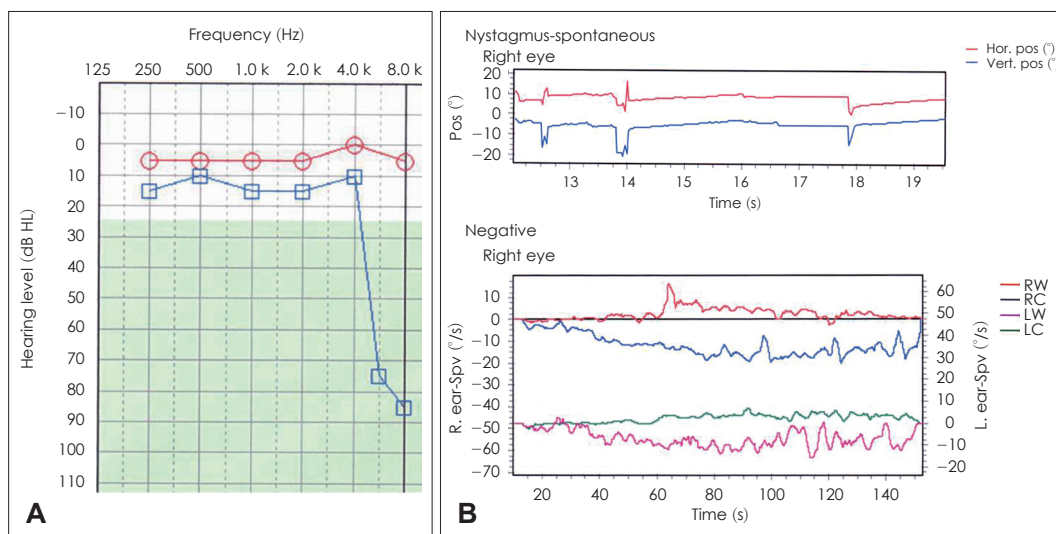 Frequency (Hz)
125 250 500 1.0 k 2.0 k 4.0 k 8.0 k
Hearing level (dB HL)
−10
0
10
20
30
40
50
60
70
80
90
100
110
A
Nystagmus-spontaneous
Right eye
Hor. pos (°)
Vert. pos (°)
Pos (°)
20
10
0
−10
−20
13 14 15 16 17 18 19
Time (s)
Negative
Right eye
R. ear-Spv (°/s)
10
0
−10
−20
−30
−40
−50
−60
−70
60
50
40
30
20
10
0
−10
−20
L. ear-Spv (°/s)
RW
RC
LW
LC
20 40 60 80 100 120 140
Time (s)
B